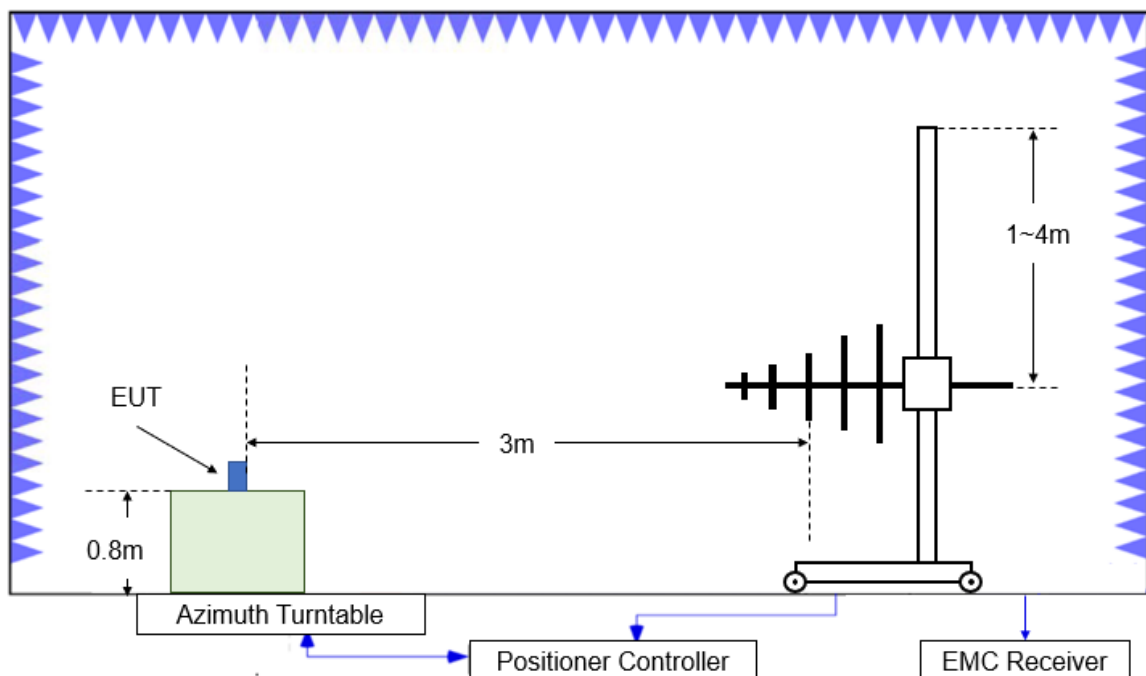 1~4m
EUT
3m
0.8m
Azimuth Turntable
Positioner Controller
EMC Receiver